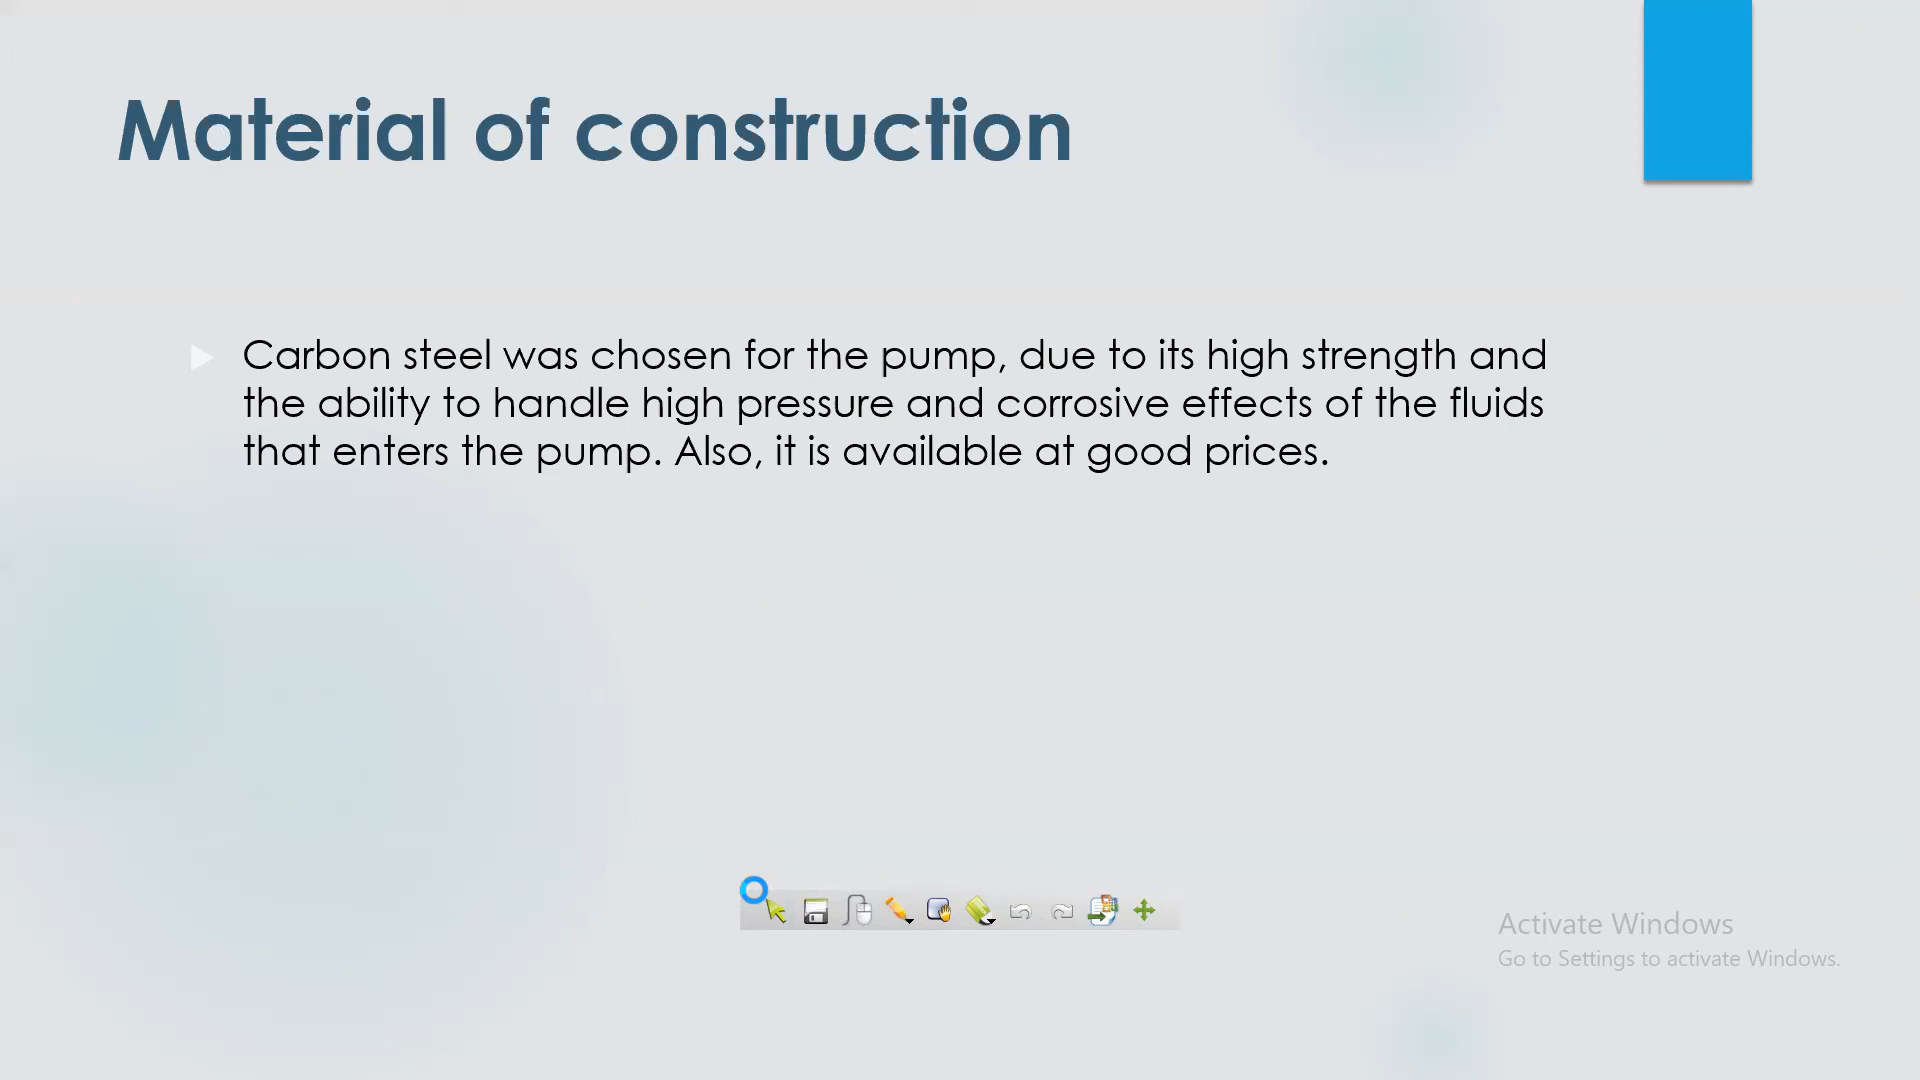 Material of construction
Carbon steel was chosen for the pump, due to its high strength and
the ability to handle high pressure and corrosive effects of the fluids
that enters the pump. Also, it is available at good prices.
Activate Windows
Go to Settings to activate Windows.